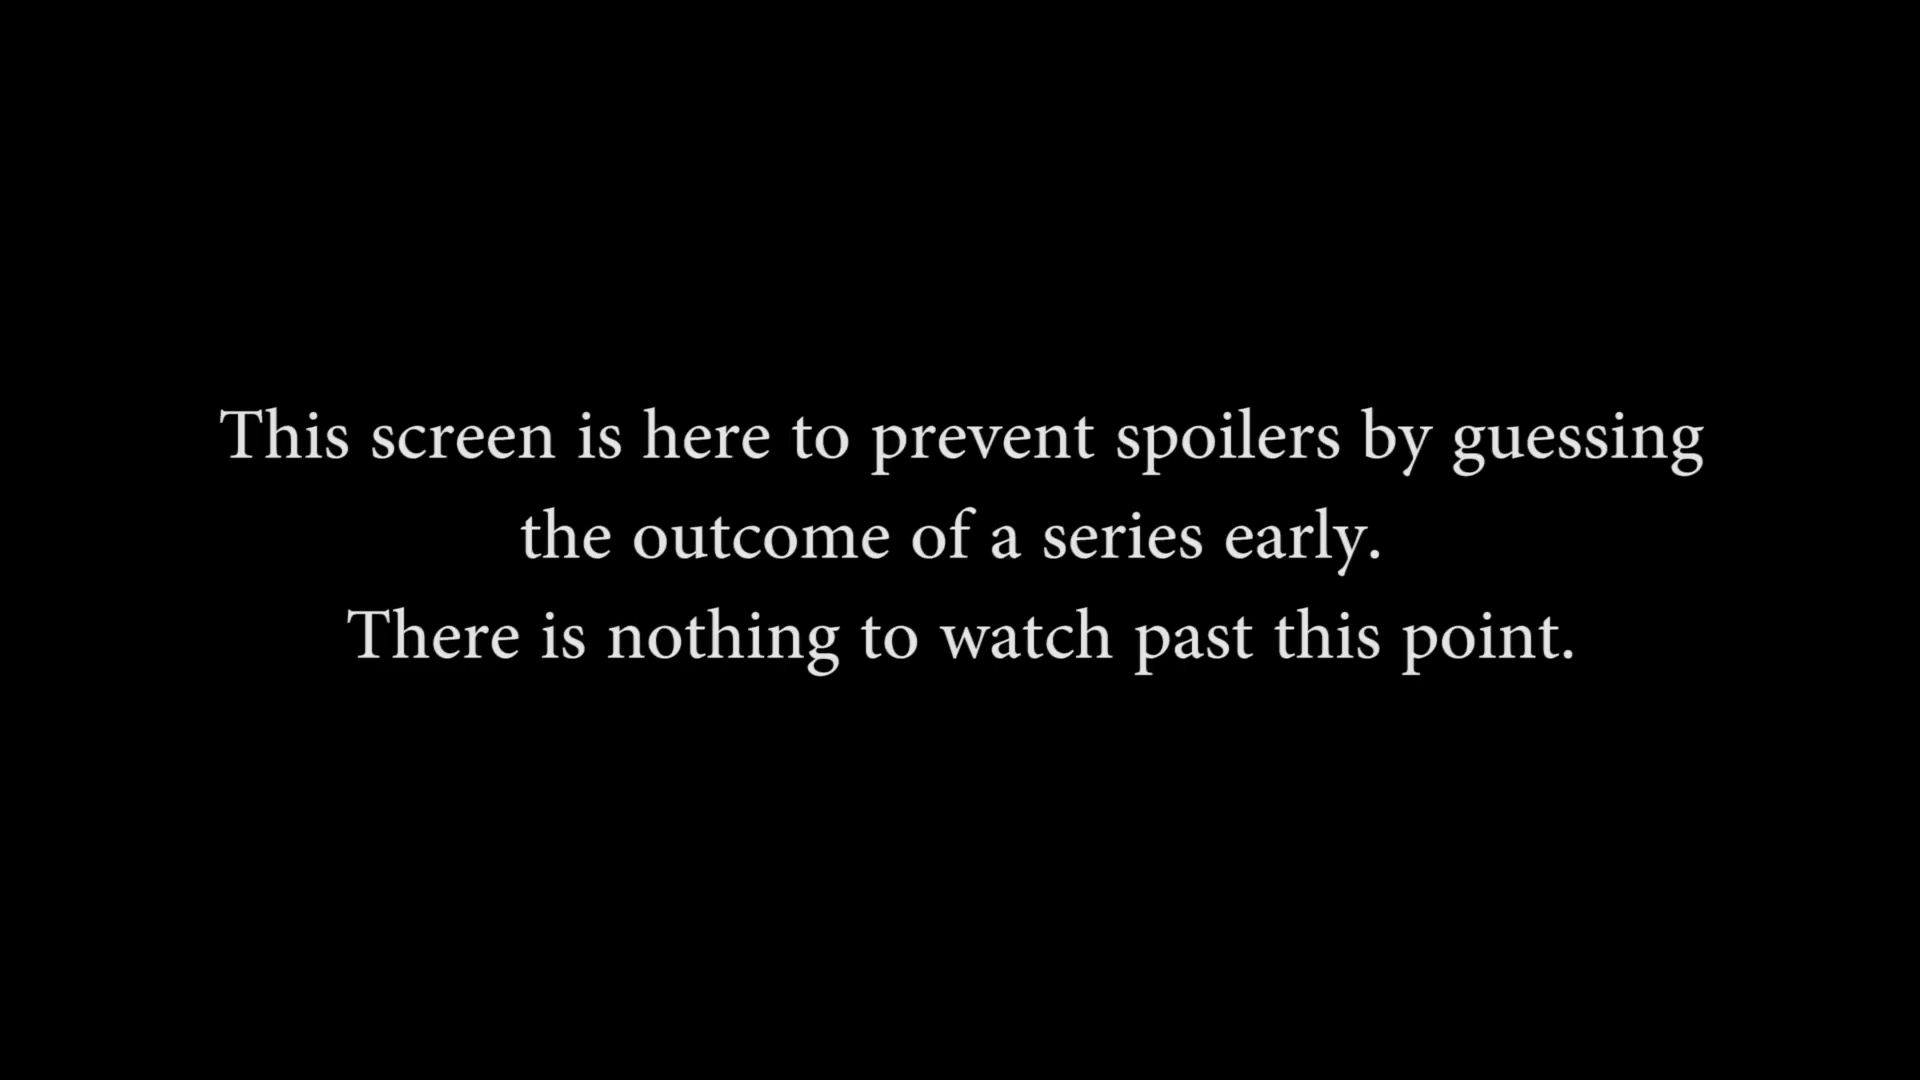 This screen is here to prevent spoilers by guessing
the outcome of a series early.
There is nothing to watch past this point.